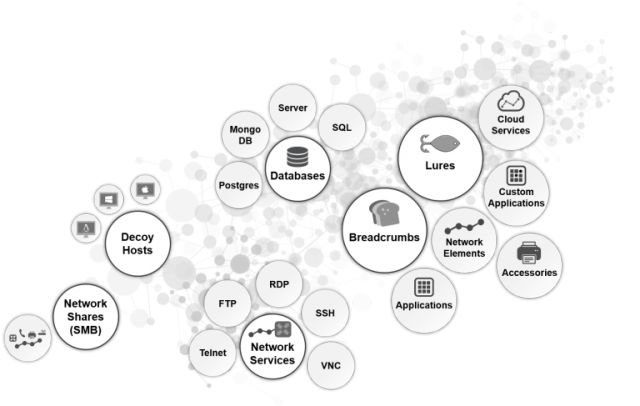 Server
Mongo
DB
SQL
Postgres
Databases
Cloud
Services
Lures
Custom
Applications
Decoy
Hosts
Breadcrumbs
Network
Elements
Accessories
Network
Shares
(SMB)
FTP
RDP
SSH
Applications
Telnet
Network
Services
VNC